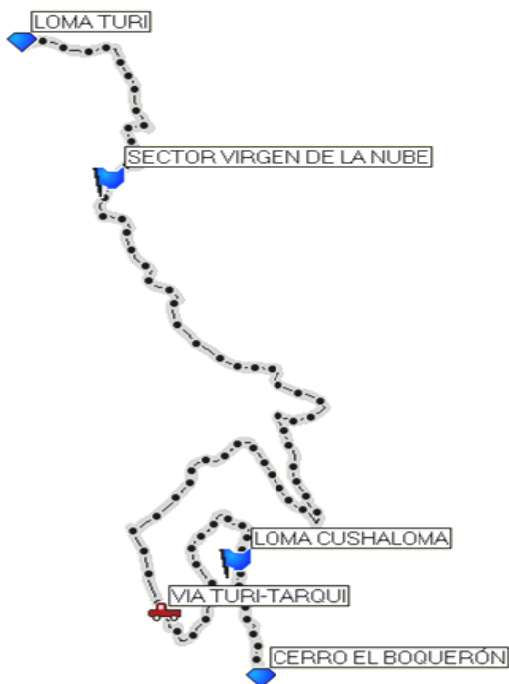 LOMA TURI
SECTOR VIRGEN DE LA NUBE
LOMA CUSHALOMA
VIA TURI-TARQUI
CERRO EL BOQUERÓN